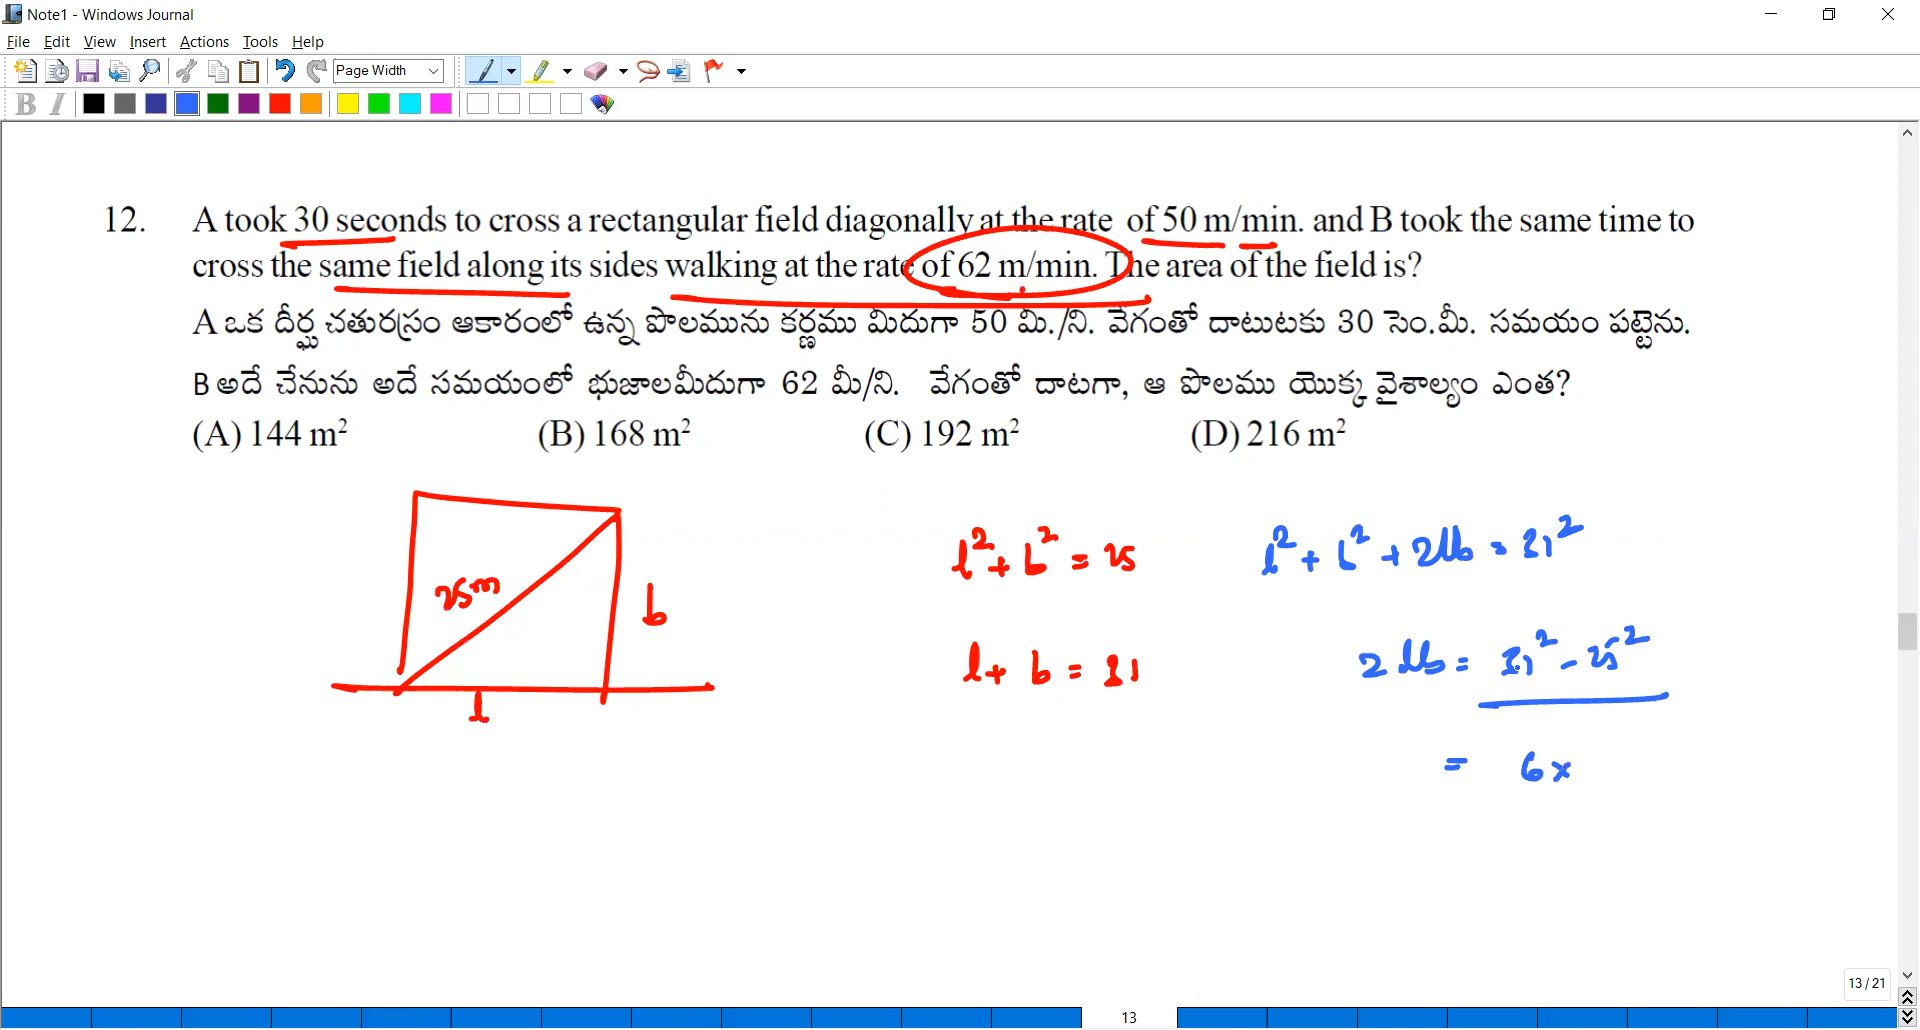 Note1 - Windows Journal
File Edit View Insert Actions Tools Help
Page Width
B I
12. A took 30 seconds to cross a rectangular field diagonally at the rate of 50 m/min. and B took the same time to
cross the same field along its sides walking at the rate of 62 m/min. The area of the field is?
A ఒక దీర్ఘ చతురస్రం ఆకారంలో ఉన్న పొలమును కర్ణము మీదుగా 50 మీ./ని. వేగంతో దాటుటకు 30 సెం.మీ. సమయం పట్టెను.
B అదే చేనును అదే సమయంలో భుజాలమీదుగా 62 మీ/ని. వేగంతో దాటగా, ఆ పొలము యొక్క వైశాల్యం ఎంత?
(A) 144 m² (B) 168 m² (C) 192 m² (D) 216 m²
l² + b² = 25 l² + b² + 2lb = 31²
25m b
l + b = 31 2 lb = 31² - 25²
l
= 6 x
13 / 21
13